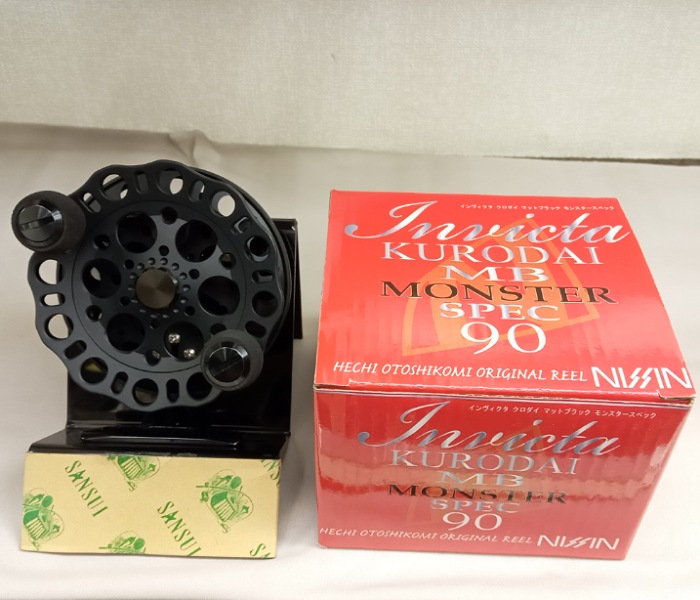 インヴィクタ クロダイ マットブラック モンスタースペック
Invicta
KURODAI
MB
MONSTER
SPEC
90
HECHI OTOSHIKOMI ORIGINAL REEL NISSIN
インヴィクタ クロダイ マットブラック モンスタースペック
Invicta
KURODAI
MB
MONSTER
SPEC
90
HECHI OTOSHIKOMI ORIGINAL REEL NISSIN
SANSUI
SANSUI